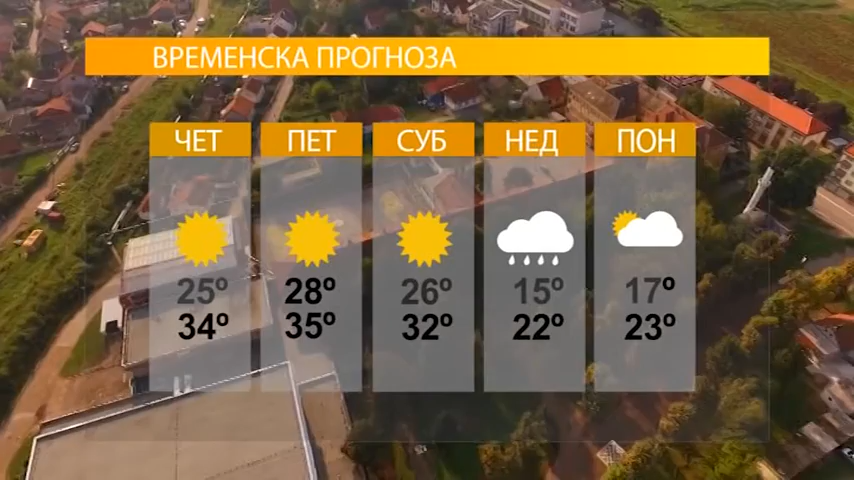 ВРЕМЕНСКА ПРОГНОЗА
ЧЕТ ПЕТ СУБ НЕД ПОН
25º 28º 26º 15º 17º
34º 35º 32º 22º 23º